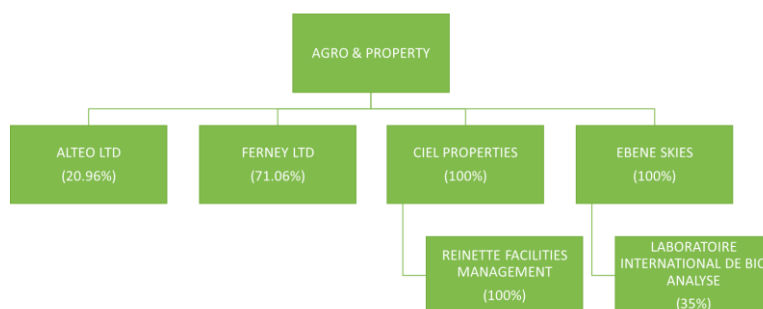 AGRO & PROPERTY
ALTEO LTD
(20.96%)
FERNEY LTD
(71.06%)
CIEL PROPERTIES
(100%)
EBENE SKIES
(100%)
REINETTE FACILITIES
MANAGEMENT
(100%)
LABORATOIRE
INTERNATIONAL DE BIO
ANALYSE
(35%)